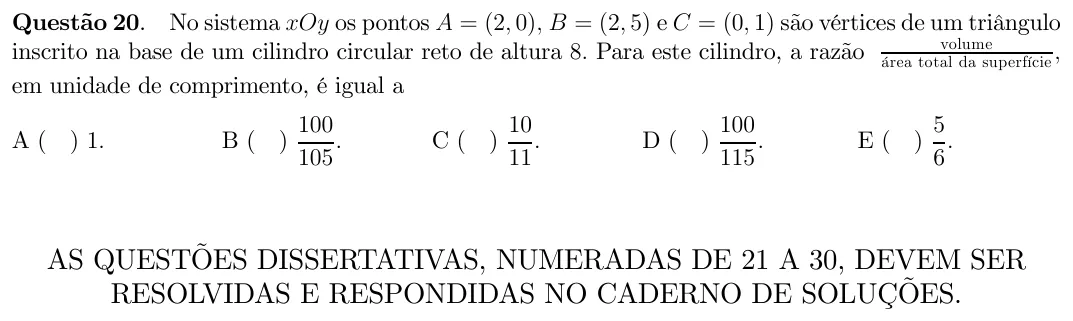 Questão 20. No sistema xOy os pontos A = (2, 0), B = (2, 5) e C = (0, 1) são vértices de um triângulo
inscrito na base de um cilindro circular reto de altura 8. Para este cilindro, a razão volume/área total da superfície,
em unidade de comprimento, é igual a
A ( ) 1. B ( ) 100/105. C ( ) 10/11. D ( ) 100/115. E ( ) 5/6.
AS QUESTÕES DISSERTATIVAS, NUMERADAS DE 21 A 30, DEVEM SER
RESOLVIDAS E RESPONDIDAS NO CADERNO DE SOLUÇÕES.